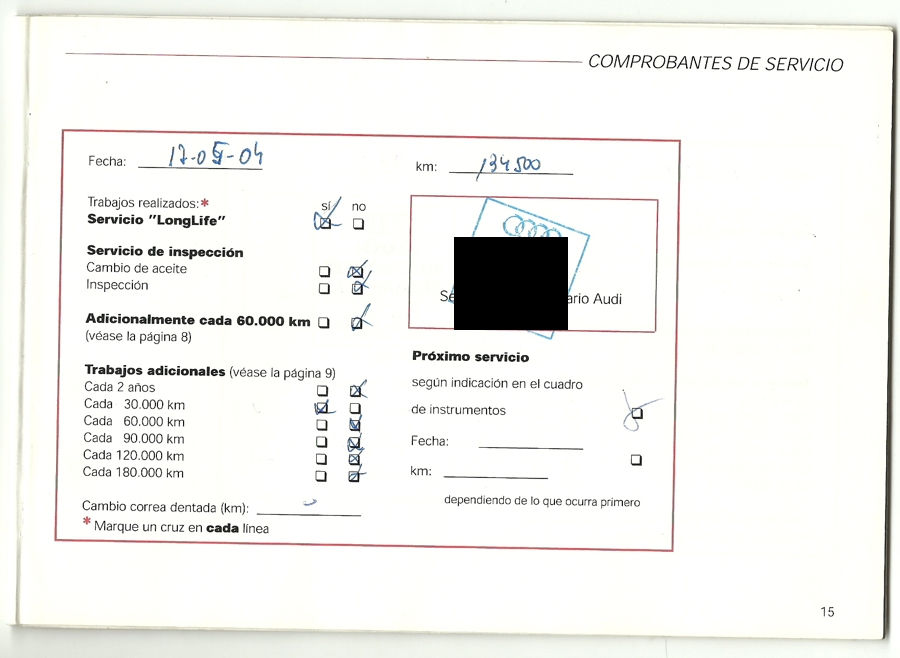 COMPROBANTES DE SERVICIO
Fecha: 17-05-04
km: 134500
Trabajos realizados:*
sí no
Servicio "LongLife"
Servicio de inspección
Cambio de aceite
Inspección
Adicionalmente cada 60.000 km
(véase la página 8)
Trabajos adicionales (véase la página 9)
Cada 2 años
Cada 30.000 km
Cada 60.000 km
Cada 90.000 km
Cada 120.000 km
Cada 180.000 km
Cambio correa dentada (km):
* Marque un cruz en cada línea
Audi
Próximo servicio
según indicación en el cuadro
de instrumentos
Fecha:
km:
dependiendo de lo que ocurra primero
15